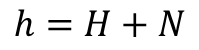 h = H + N